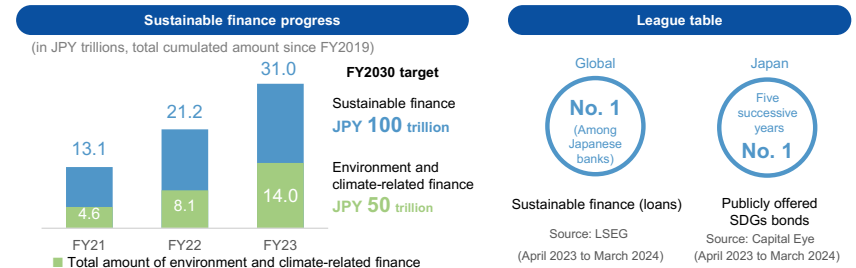 Sustainable finance progress
(in JPY trillions, total cumulated amount since FY2019)
31.0
21.2
13.1
14.0
8.1
4.6
FY21
FY22
FY23
Total amount of environment and climate-related finance
FY2030 target
Sustainable finance
JPY 100 trillion
Environment and
climate-related finance
JPY 50 trillion
League table
Global
No. 1
(Among
Japanese
banks)
Sustainable finance (loans)
Source: LSEG
(April 2023 to March 2024)
Japan
Five
successive
years
No. 1
Publicly offered
SDGs bonds
Source: Capital Eye
(April 2023 to March 2024)